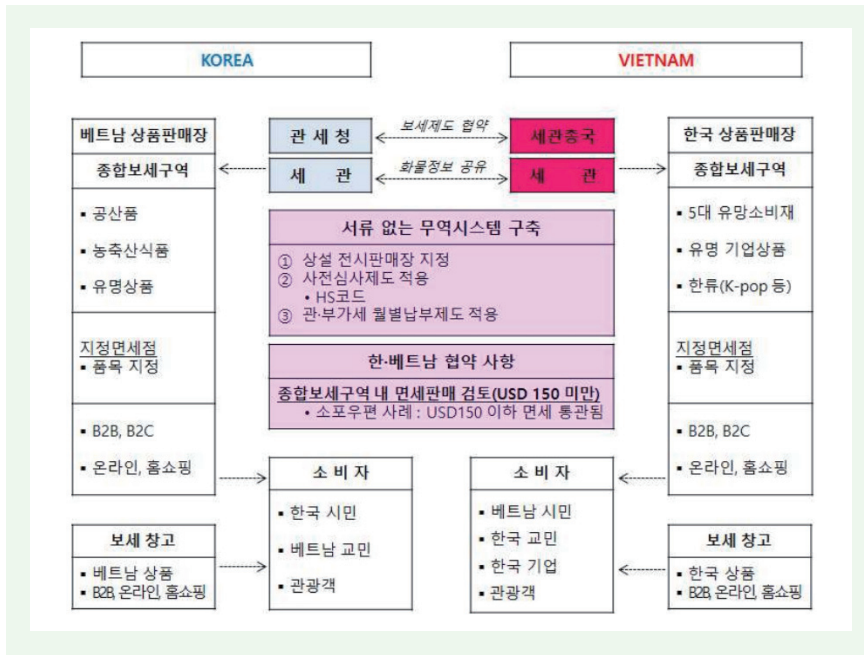 KOREA
VIETNAM
베트남 상품판매장
종합보세구역
▪ 공산품
▪ 농축산식품
▪ 유명상품
지정면세점
▪ 품목 지정
▪ B2B, B2C
▪ 온라인, 홈쇼핑
보세 창고
▪ 베트남 상품
▪ B2B, 온라인, 홈쇼핑
관 세 청
보세제도 협약
세관총국
세 관
화물정보 공유
세 관
서류 없는 무역시스템 구축
① 상설 전시판매장 지정
② 사전심사제도 적용
• HS코드
③ 관·부가세 월별납부제도 적용
한·베트남 협약 사항
종합보세구역 내 면세판매 검토(USD 150 미만)
• 소포우편 사례 : USD150 이하 면세 통관됨
소 비 자
▪ 한국 시민
▪ 베트남 교민
▪ 관광객
소 비 자
▪ 베트남 시민
▪ 한국 교민
▪ 한국 기업
▪ 관광객
한국 상품판매장
종합보세구역
▪ 5대 유망소비재
▪ 유명 기업상품
▪ 한류(K-pop 등)
지정면세점
▪ 품목 지정
▪ B2B, B2C
▪ 온라인, 홈쇼핑
보세 창고
▪ 한국 상품
▪ B2B, 온라인, 홈쇼핑